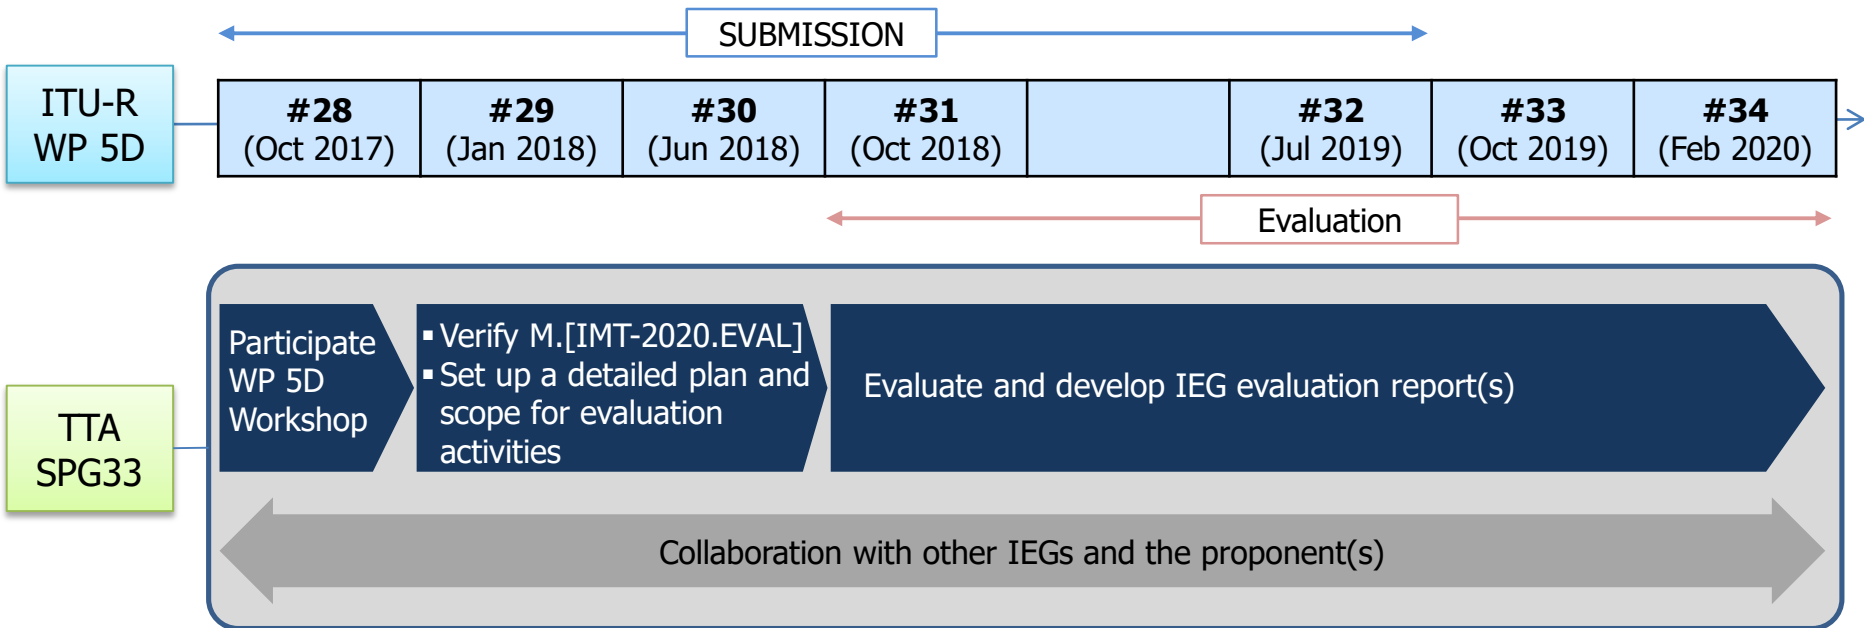 SUBMISSION
ITU-R
WP 5D
#28
(Oct 2017)
#29
(Jan 2018)
#30
(Jun 2018)
#31
(Oct 2018)
#32
(Jul 2019)
#33
(Oct 2019)
#34
(Feb 2020)
Evaluation
TTA
SPG33
Participate
WP 5D
Workshop
▪ Verify M.[IMT-2020.EVAL]
▪ Set up a detailed plan and
scope for evaluation
activities
Evaluate and develop IEG evaluation report(s)
Collaboration with other IEGs and the proponent(s)